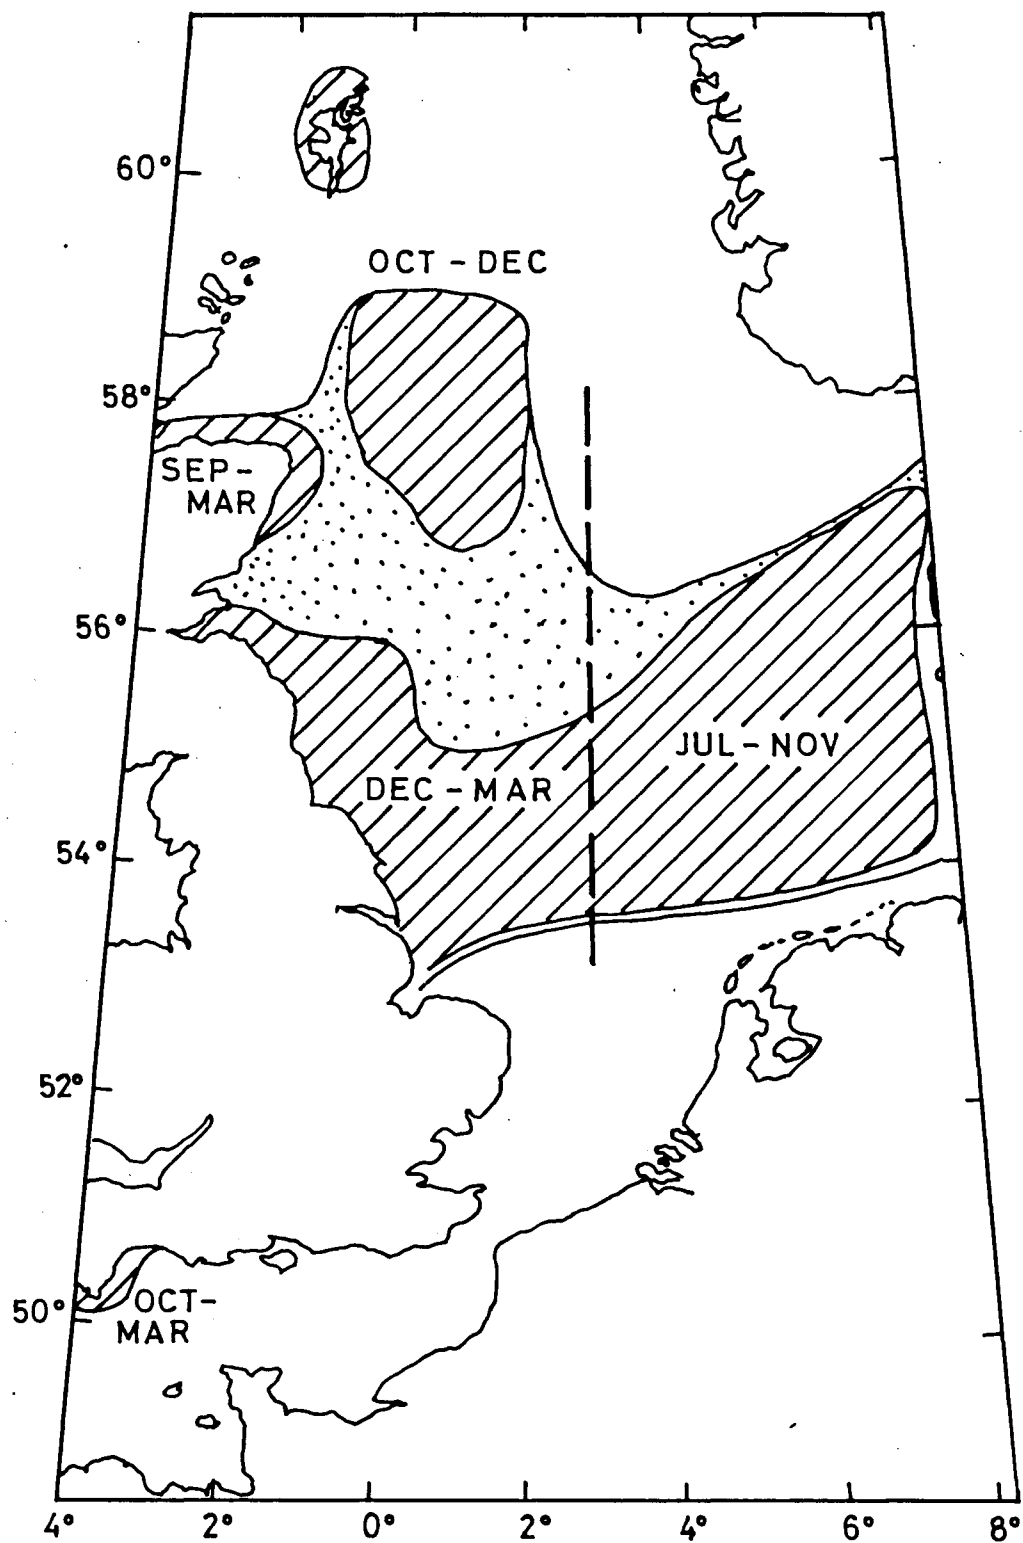 60°
OCT – DEC
58°
SEP –
MAR
56°
JUL – NOV
DEC – MAR
54°
52°
50°
OCT–
MAR
4° 2° 0° 2° 4° 6° 8°